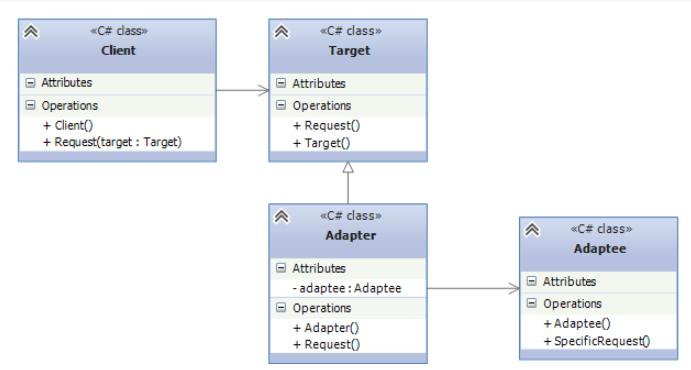 «C# class»
Client
Attributes
Operations
+ Client()
+ Request(target : Target)
«C# class»
Target
Attributes
Operations
+ Request()
+ Target()
«C# class»
Adapter
Attributes
- adaptee : Adaptee
Operations
+ Adapter()
+ Request()
«C# class»
Adaptee
Attributes
Operations
+ Adaptee()
+ SpecificRequest()